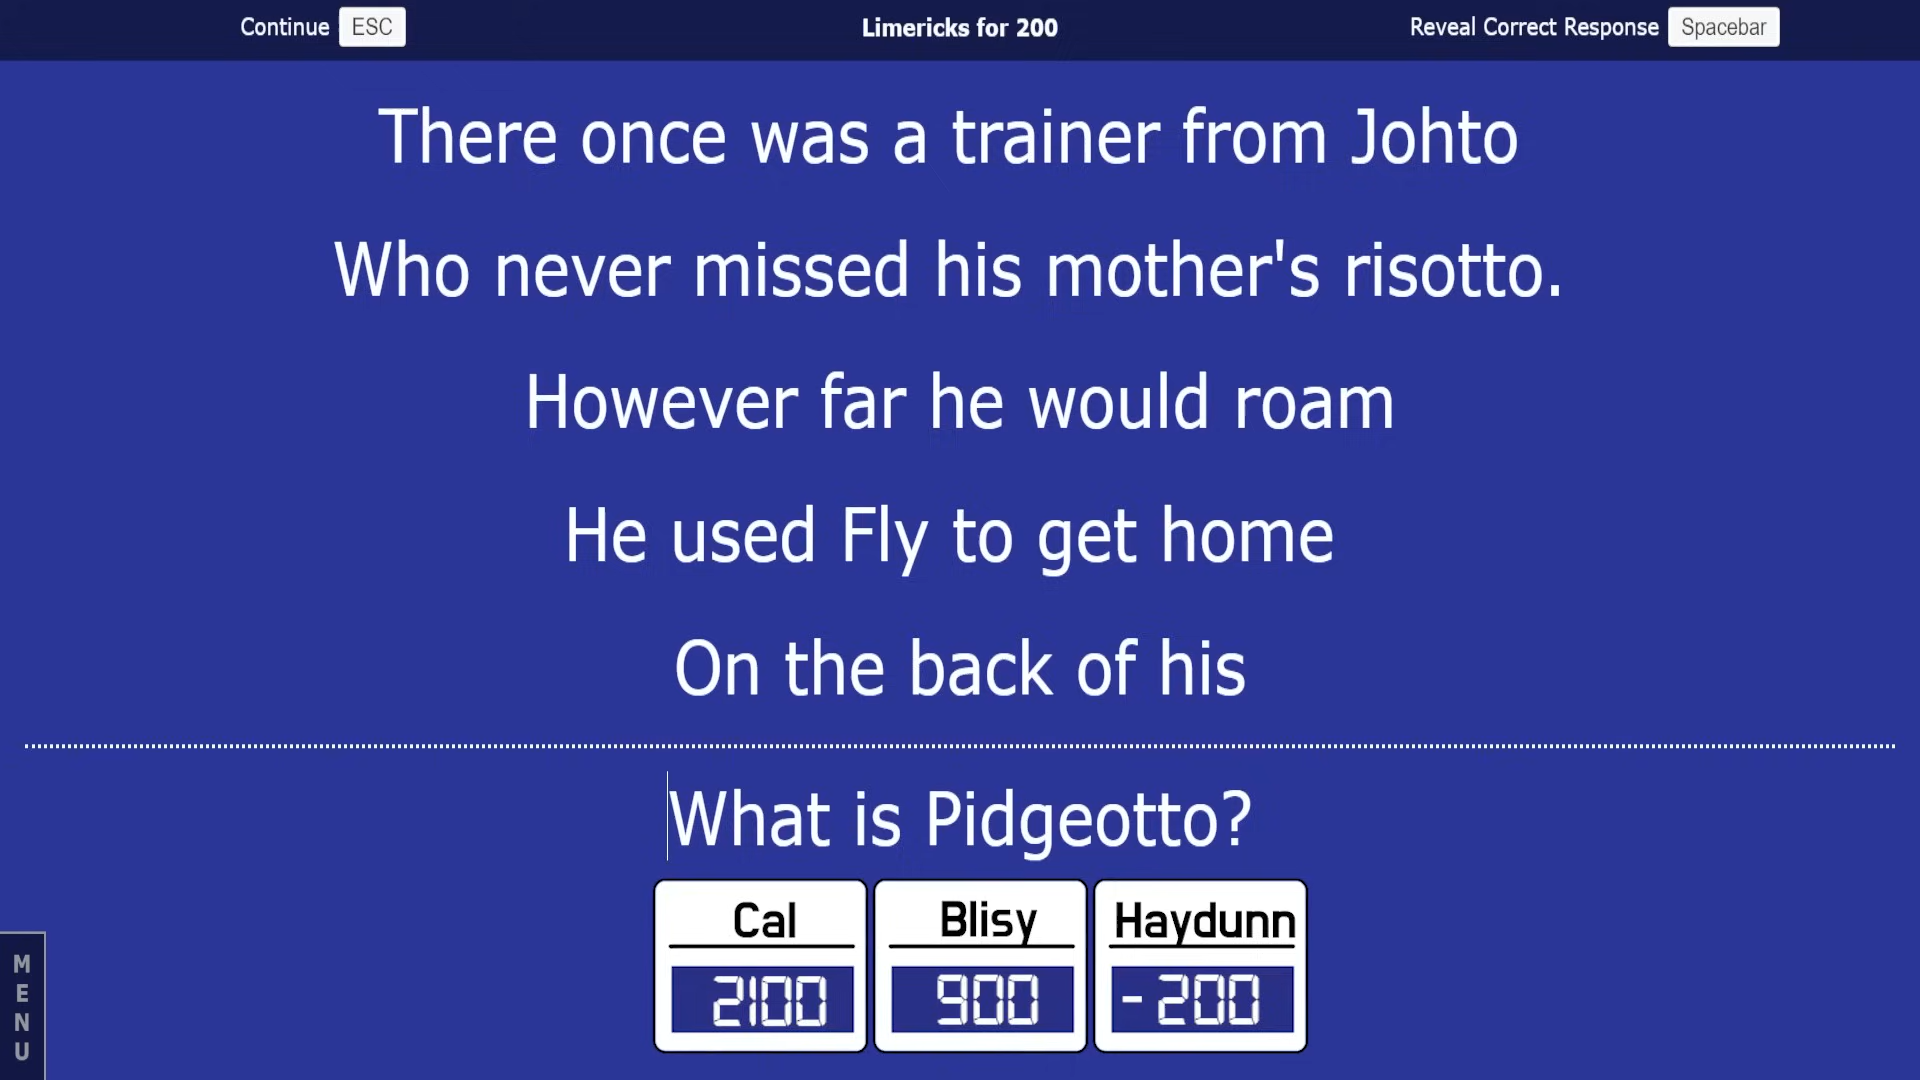 Continue ESC
Limericks for 200
Reveal Correct Response Spacebar
There once was a trainer from Johto
Who never missed his mother's risotto.
However far he would roam
He used Fly to get home
On the back of his
What is Pidgeotto?
Cal
2100
Blisy
900
Haydunn
-200
MENU